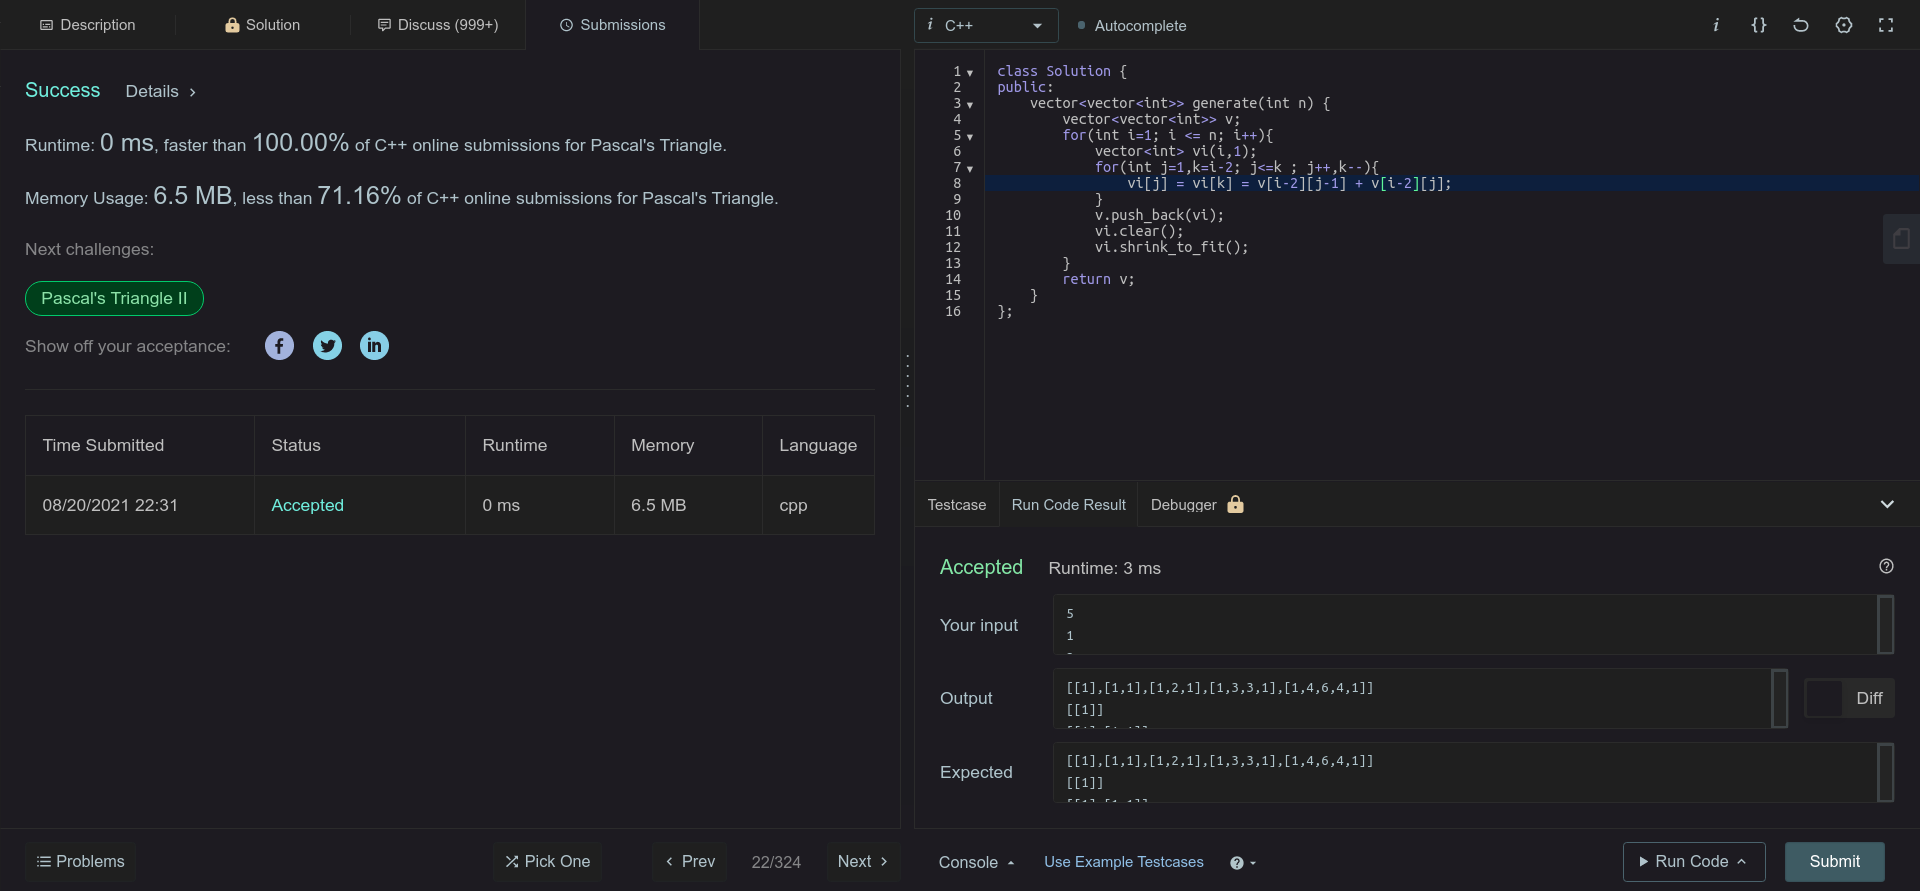 Description
Solution
Discuss (999+)
Submissions
Success
Details
Runtime: 0 ms, faster than 100.00% of C++ online submissions for Pascal's Triangle.
Memory Usage: 6.5 MB, less than 71.16% of C++ online submissions for Pascal's Triangle.
Next challenges:
Pascal's Triangle II
Show off your acceptance:
Time Submitted Status Runtime Memory Language
08/20/2021 22:31 Accepted 0 ms 6.5 MB cpp
Problems
Pick One
Prev
22/324
Next
i C++
Autocomplete
i {}
1 class Solution {
2 public:
3     vector<vector<int>> generate(int n) {
4         vector<vector<int>> v;
5         for(int i=1; i <= n; i++){
6             vector<int> vi(i,1);
7             for(int j=1,k=i-2; j<=k ; j++,k--){
8                 vi[j] = vi[k] = v[i-2][j-1] + v[i-2][j];
9             }
10             v.push_back(vi);
11             vi.clear();
12             vi.shrink_to_fit();
13         }
14         return v;
15     }
16 };
Testcase
Run Code Result
Debugger
Accepted
Runtime: 3 ms
Your input
5
1
Output
[[1],[1,1],[1,2,1],[1,3,3,1],[1,4,6,4,1]]
[[1]]
Diff
Expected
[[1],[1,1],[1,2,1],[1,3,3,1],[1,4,6,4,1]]
[[1]]
Console
Use Example Testcases
Run Code
Submit